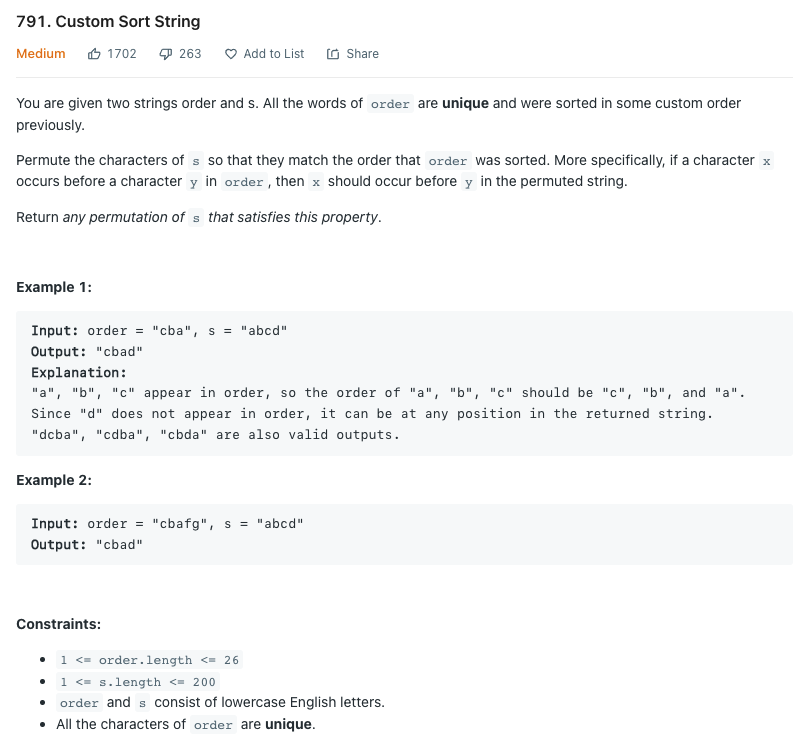 791. Custom Sort String
Medium 1702 263 Add to List Share
You are given two strings order and s. All the words of order are unique and were sorted in some custom order
previously.
Permute the characters of s so that they match the order that order was sorted. More specifically, if a character x
occurs before a character y in order, then x should occur before y in the permuted string.
Return any permutation of s that satisfies this property.
Example 1:
Input: order = "cba", s = "abcd"
Output: "cbad"
Explanation:
"a", "b", "c" appear in order, so the order of "a", "b", "c" should be "c", "b", and "a".
Since "d" does not appear in order, it can be at any position in the returned string.
"dcba", "cdba", "cbda" are also valid outputs.
Example 2:
Input: order = "cbafg", s = "abcd"
Output: "cbad"
Constraints:
• 1 <= order.length <= 26
• 1 <= s.length <= 200
• order and s consist of lowercase English letters.
• All the characters of order are unique.